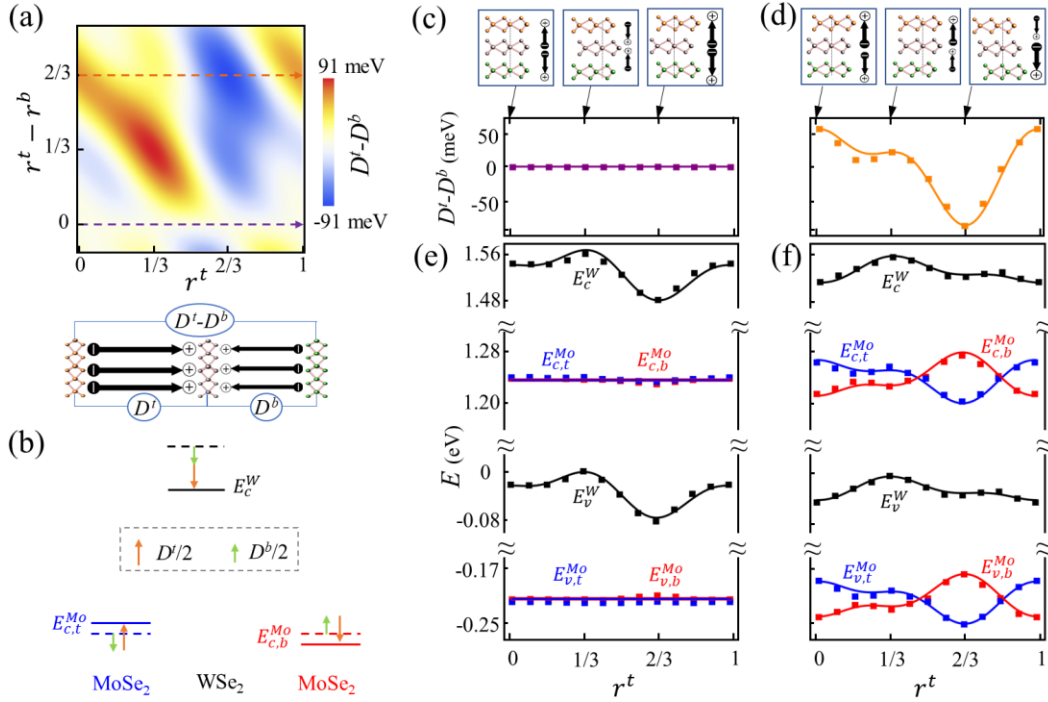 (a)
r^t − r^b
2/3
1/3
0
0
1/3
2/3
1
r^t
91 meV
D^t-D^b
-91 meV
D^t-D^b
D^t
D^b
(b)
E_c^W
D^t/2
D^b/2
E_{c,t}^{Mo}
E_{c,b}^{Mo}
MoSe₂
WSe₂
MoSe₂
(c)
D^t-D^b (meV)
50
0
-50
(d)
(e)
1.56
1.48
E_c^W
1.28
1.20
E_{c,t}^{Mo}
E_{c,b}^{Mo}
E (eV)
0
-0.08
E_v^W
-0.17
-0.25
E_{v,t}^{Mo}
E_{v,b}^{Mo}
0
1/3
2/3
1
r^t
(f)
E_c^W
E_{c,t}^{Mo}
E_{c,b}^{Mo}
E_v^W
E_{v,t}^{Mo}
E_{v,b}^{Mo}
0
1/3
2/3
1
r^t